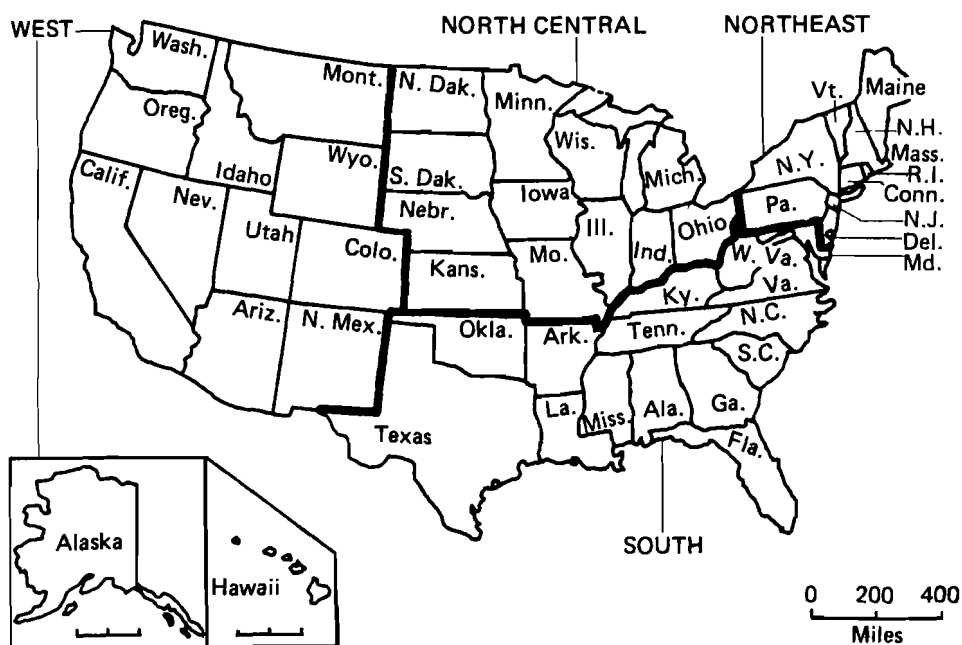 WEST
NORTH CENTRAL
NORTHEAST
Wash.
Mont.
N. Dak.
Minn.
Vt.
Maine
Oreg.
Wis.
N.H.
Idaho
Wyo.
S. Dak.
Mich.
N.Y.
Mass.
R.I.
Conn.
Calif.
Nev.
Utah
Colo.
Nebr.
Iowa
Ill.
Ind.
Ohio
Pa.
N.J.
Del.
Md.
Kans.
Mo.
W. Va.
Va.
Ky.
Ariz.
N. Mex.
Okla.
Ark.
Tenn.
N.C.
S.C.
Texas
La.
Miss.
Ala.
Ga.
Fla.
SOUTH
Alaska
Hawaii
0 200 400
Miles